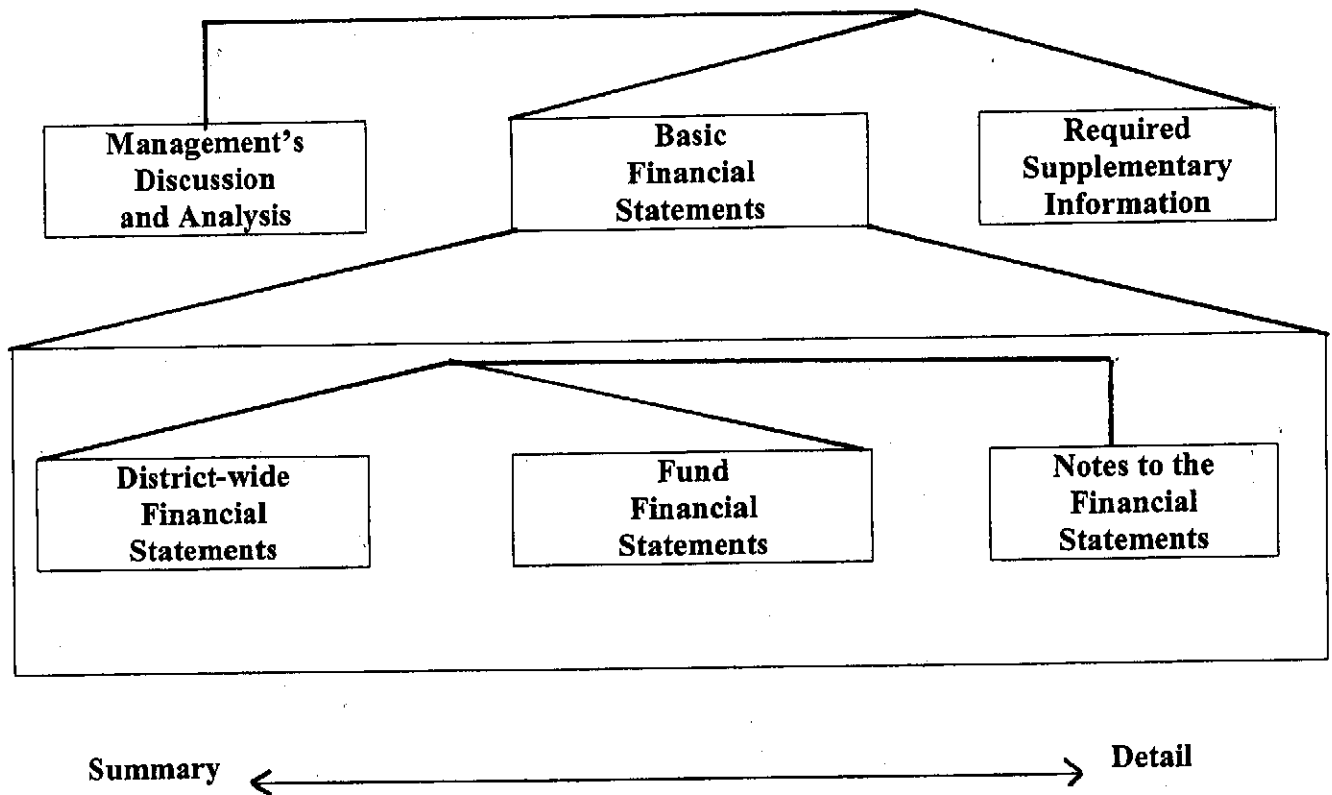 Management's
Discussion
and Analysis
Basic
Financial
Statements
Required
Supplementary
Information
District-wide
Financial
Statements
Fund
Financial
Statements
Notes to the
Financial
Statements
Summary
Detail